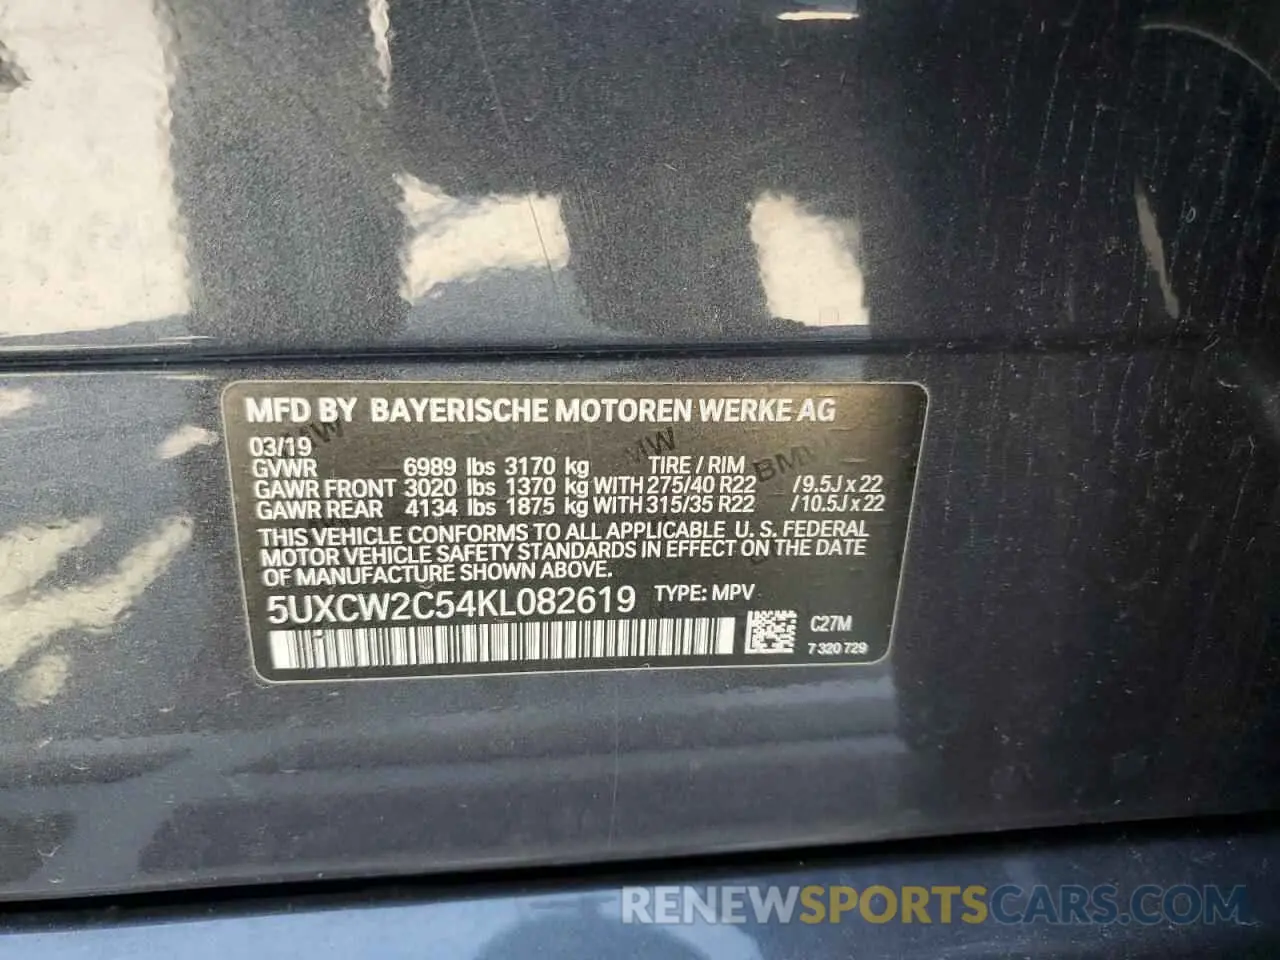 MFD BY BAYERISCHE MOTOREN WERKE AG
03/19
GVWR 6989 lbs 3170 kg TIRE / RIM
GAWR FRONT 3020 lbs 1370 kg WITH 275/40 R22 /9.5J x 22
GAWR REAR 4134 lbs 1875 kg WITH 315/35 R22 /10.5J x 22
THIS VEHICLE CONFORMS TO ALL APPLICABLE U. S. FEDERAL
MOTOR VEHICLE SAFETY STANDARDS IN EFFECT ON THE DATE
OF MANUFACTURE SHOWN ABOVE.
5UXCW2C54KL082619 TYPE: MPV
C27M
7 320 729
RENEWSPORTSCARS.COM